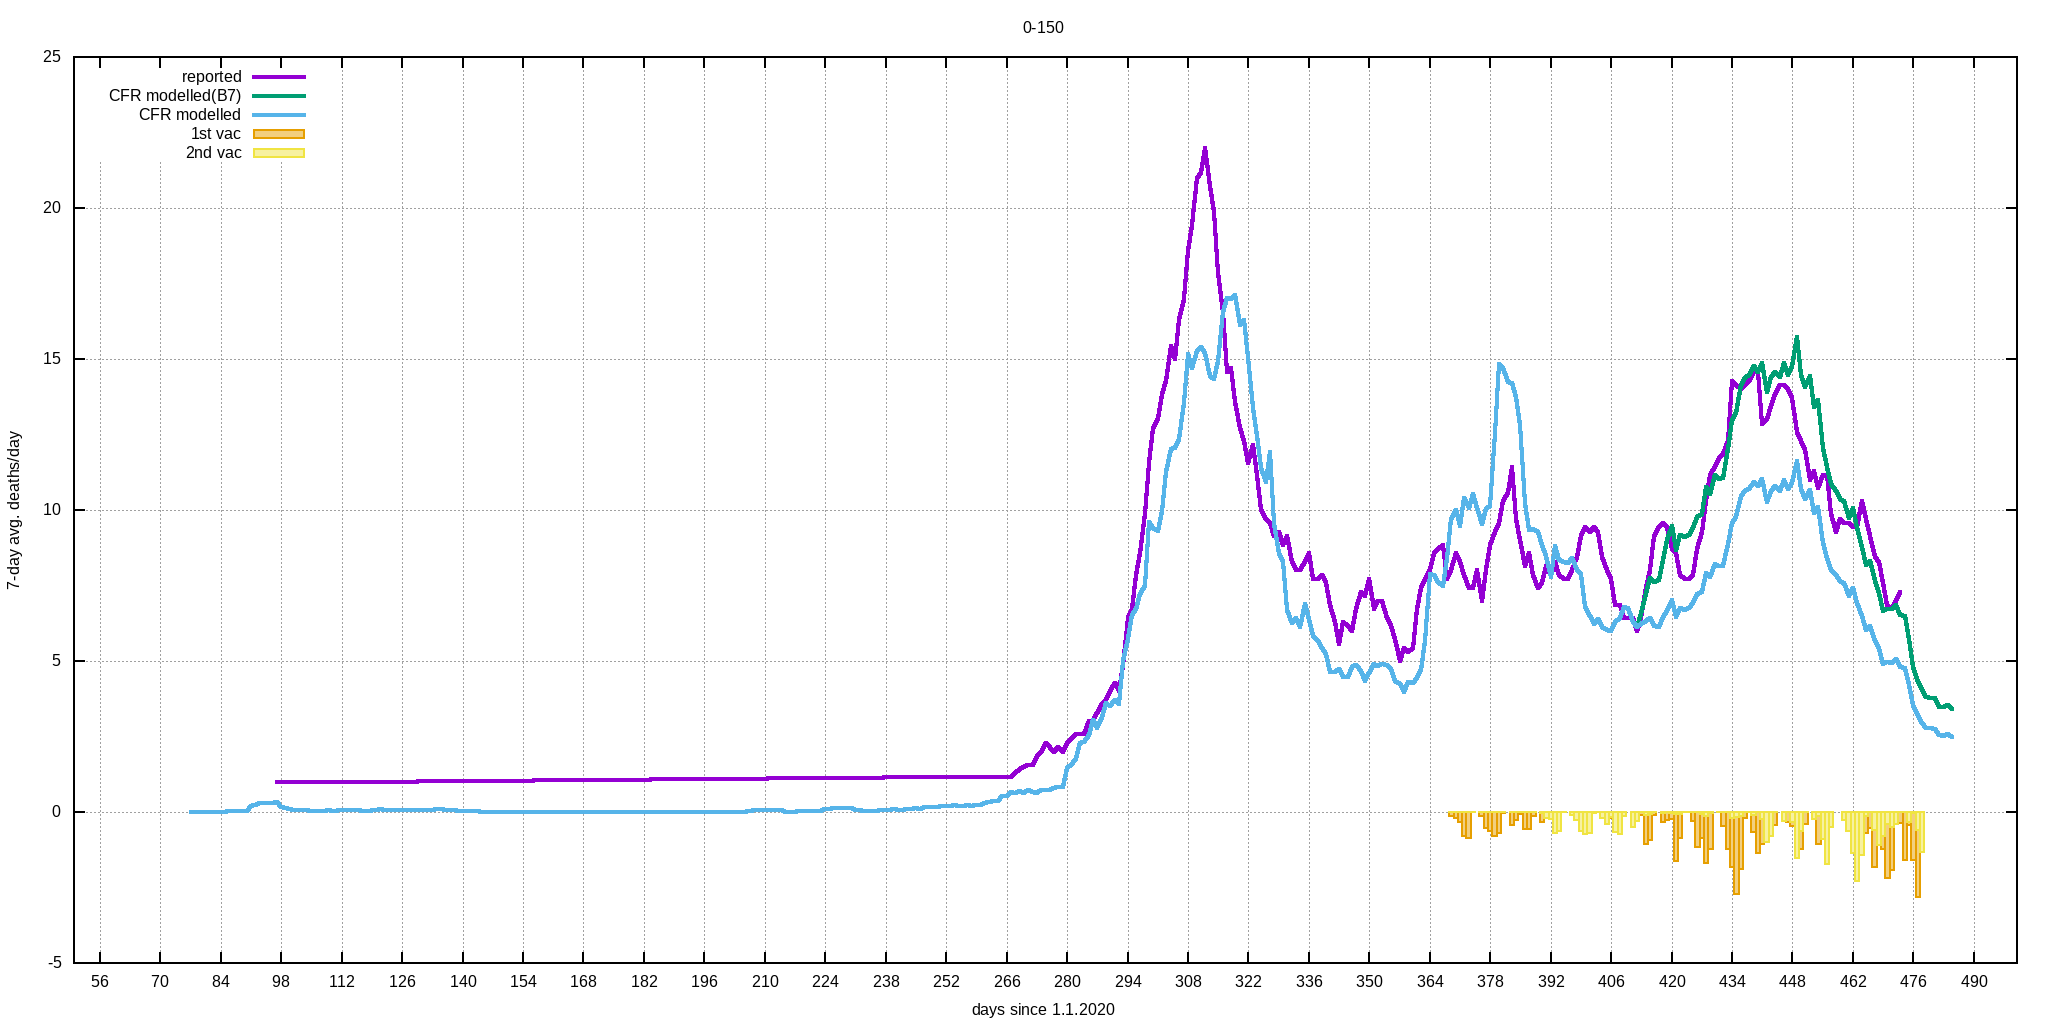 0-150
25
20
15
10
5
0
-5
7-day avg. deaths/day
reported
CFR modelled(B7)
CFR modelled
1st vac
2nd vac
56 70 84 98 112 126 140 154 168 182 196 210 224 238 252 266 280 294 308 322 336 350 364 378 392 406 420 434 448 462 476 490
days since 1.1.2020